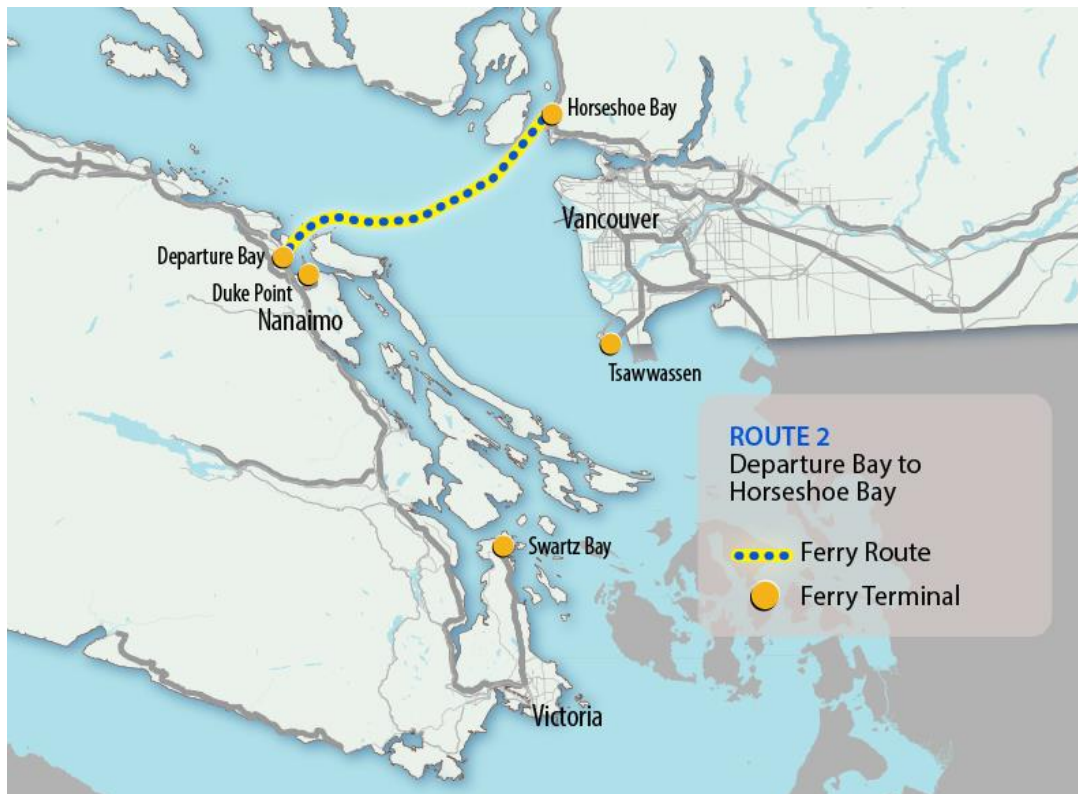 Horseshoe Bay
Vancouver
Departure Bay
Duke Point
Nanaimo
Tsawwassen
ROUTE 2
Departure Bay to
Horseshoe Bay
Ferry Route
Ferry Terminal
Swartz Bay
Victoria